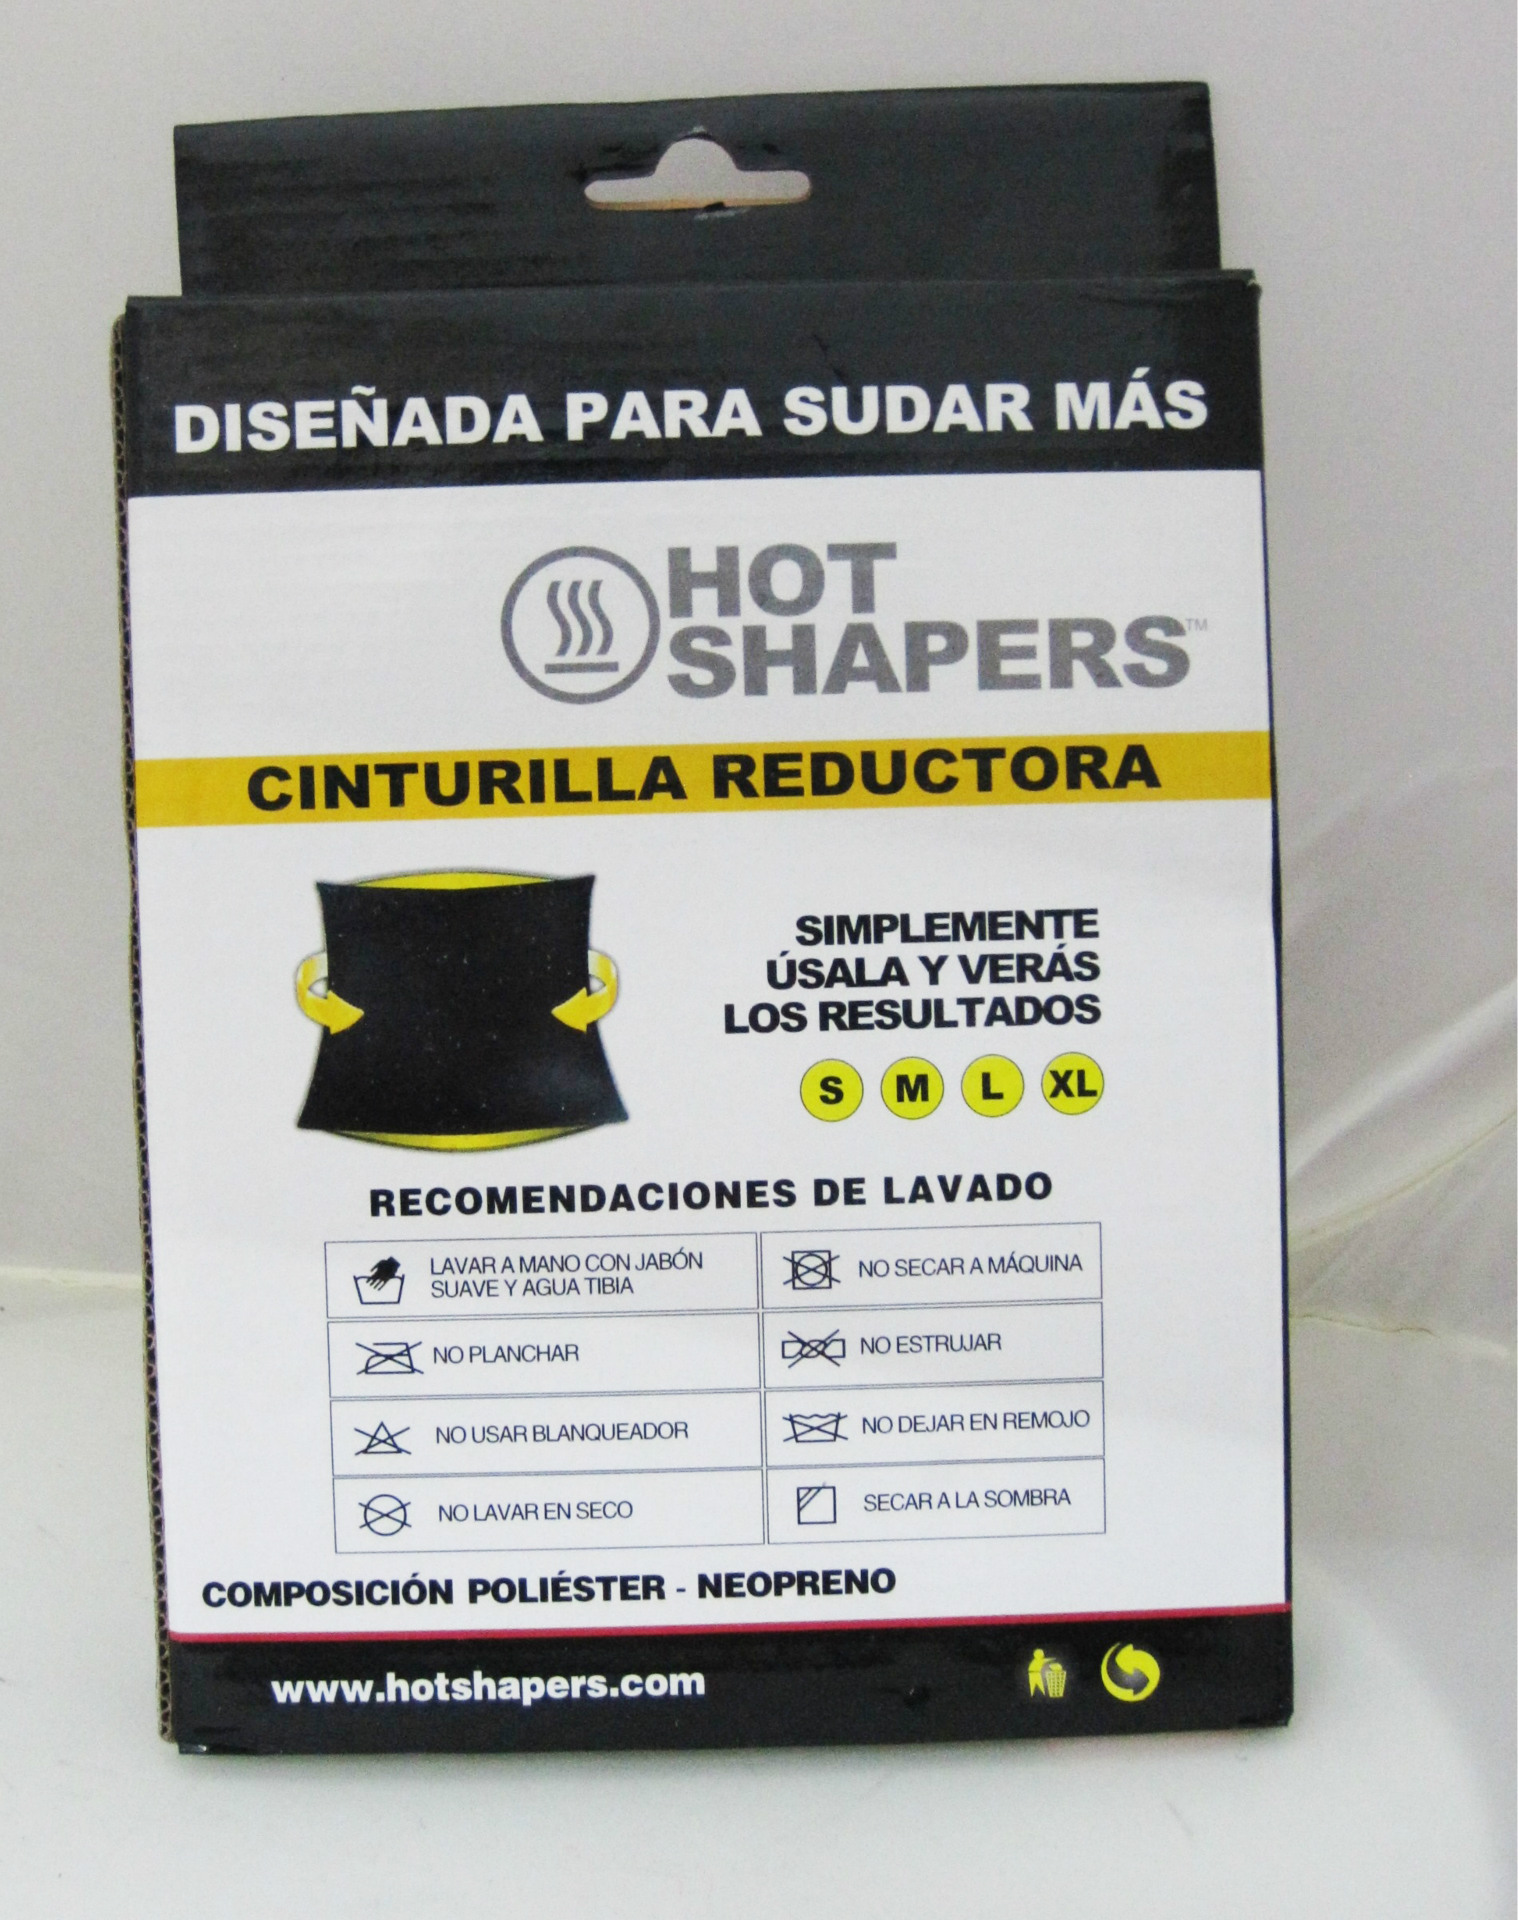 DISEÑADA PARA SUDAR MÁS
HOT
SHAPERS™
CINTURILLA REDUCTORA
SIMPLEMENTE
ÚSALA Y VERÁS
LOS RESULTADOS
S M L XL
RECOMENDACIONES DE LAVADO
LAVAR A MANO CON JABÓN
SUAVE Y AGUA TIBIA
NO SECAR A MÁQUINA
NO PLANCHAR
NO ESTRUJAR
NO USAR BLANQUEADOR
NO DEJAR EN REMOJO
NO LAVAR EN SECO
SECAR A LA SOMBRA
COMPOSICIÓN POLIÉSTER - NEOPRENO
www.hotshapers.com